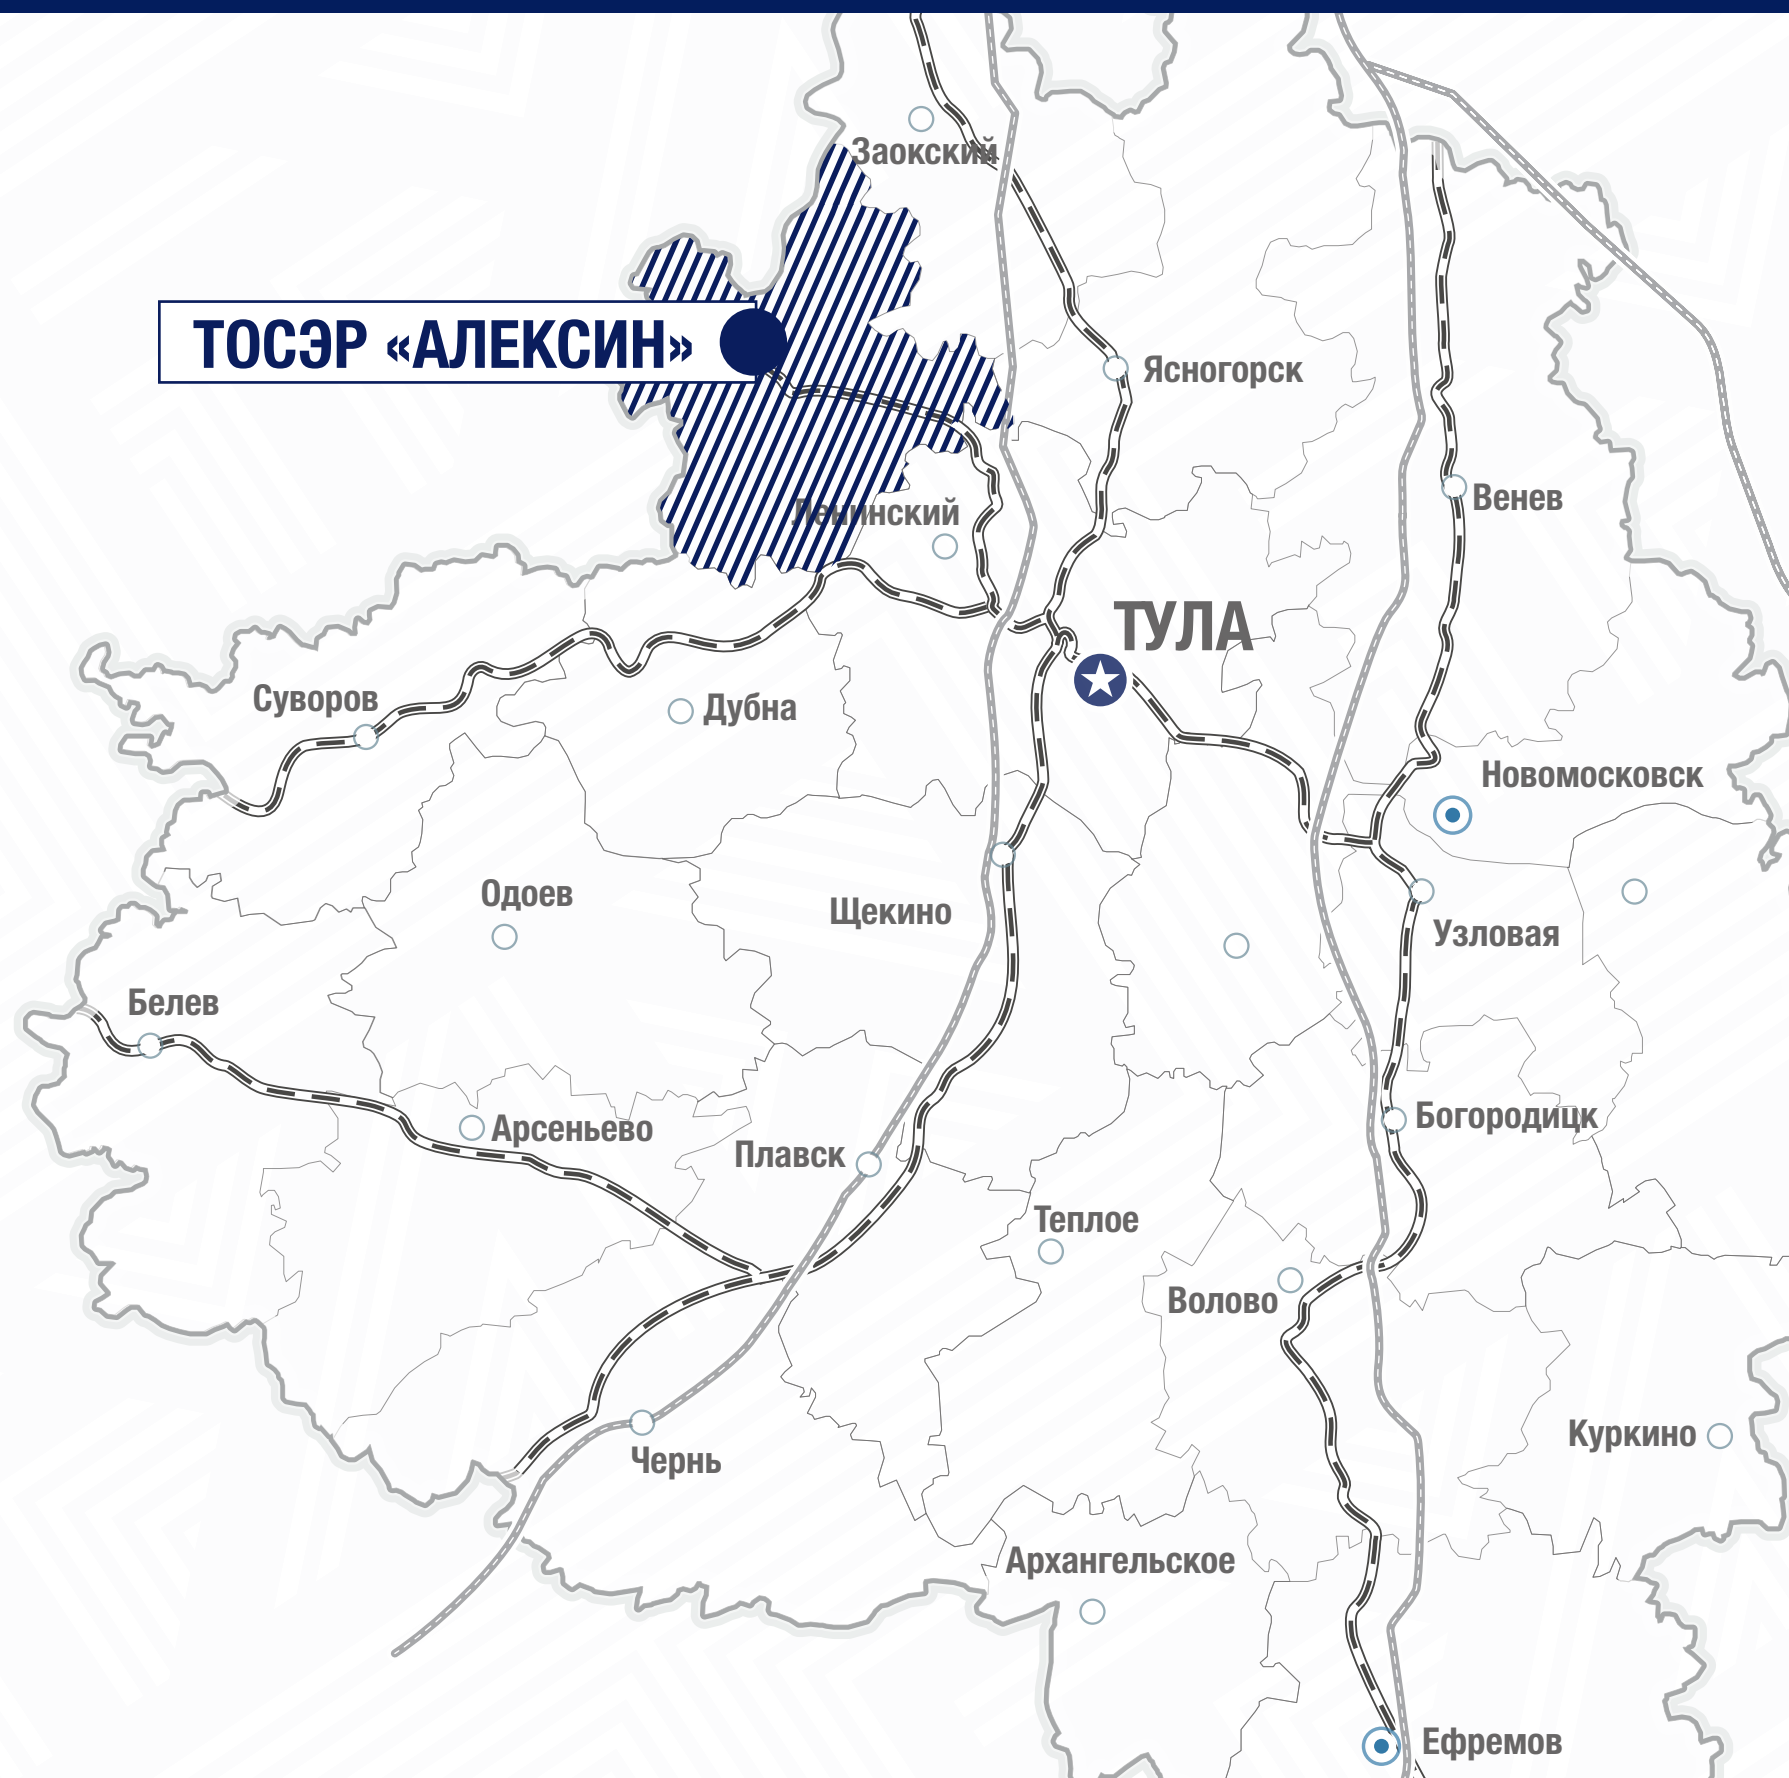 Заокский
ТОСЭР «АЛЕКСИН»
Ясногорск
Венев
Ленинский
ТУЛА
Суворов
Дубна
Новомосковск
Одоев
Щекино
Узловая
Белев
Богородицк
Арсеньево
Плавск
Теплое
Волово
Куркино
Чернь
Архангельское
Ефремов